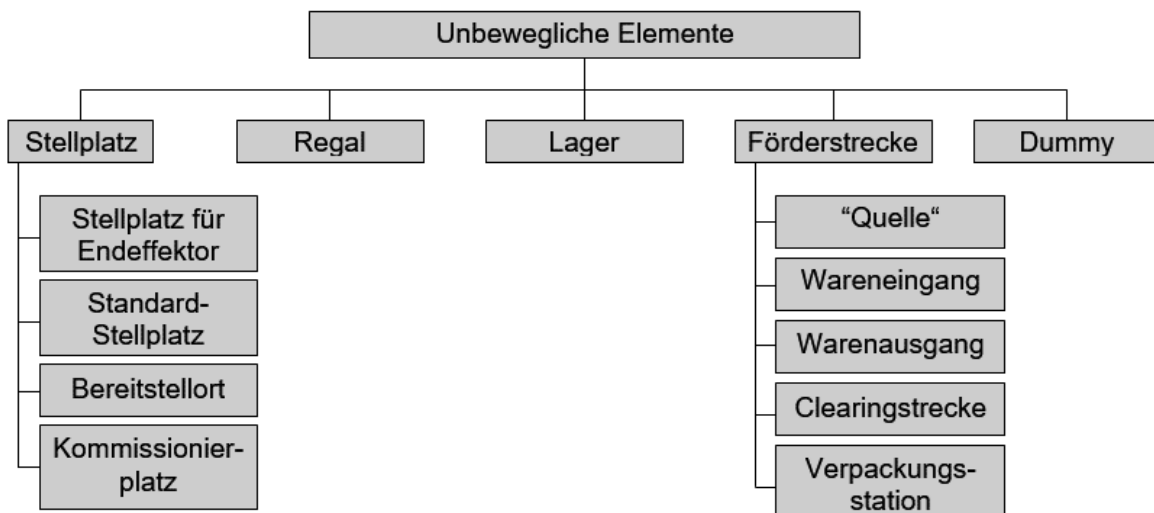 Unbewegliche Elemente
Stellplatz
Regal
Lager
Förderstrecke
Dummy
Stellplatz für
Endeffektor
Standard-
Stellplatz
Bereitstellort
Kommissionier-
platz
“Quelle“
Wareneingang
Warenausgang
Clearingstrecke
Verpackungs-
station